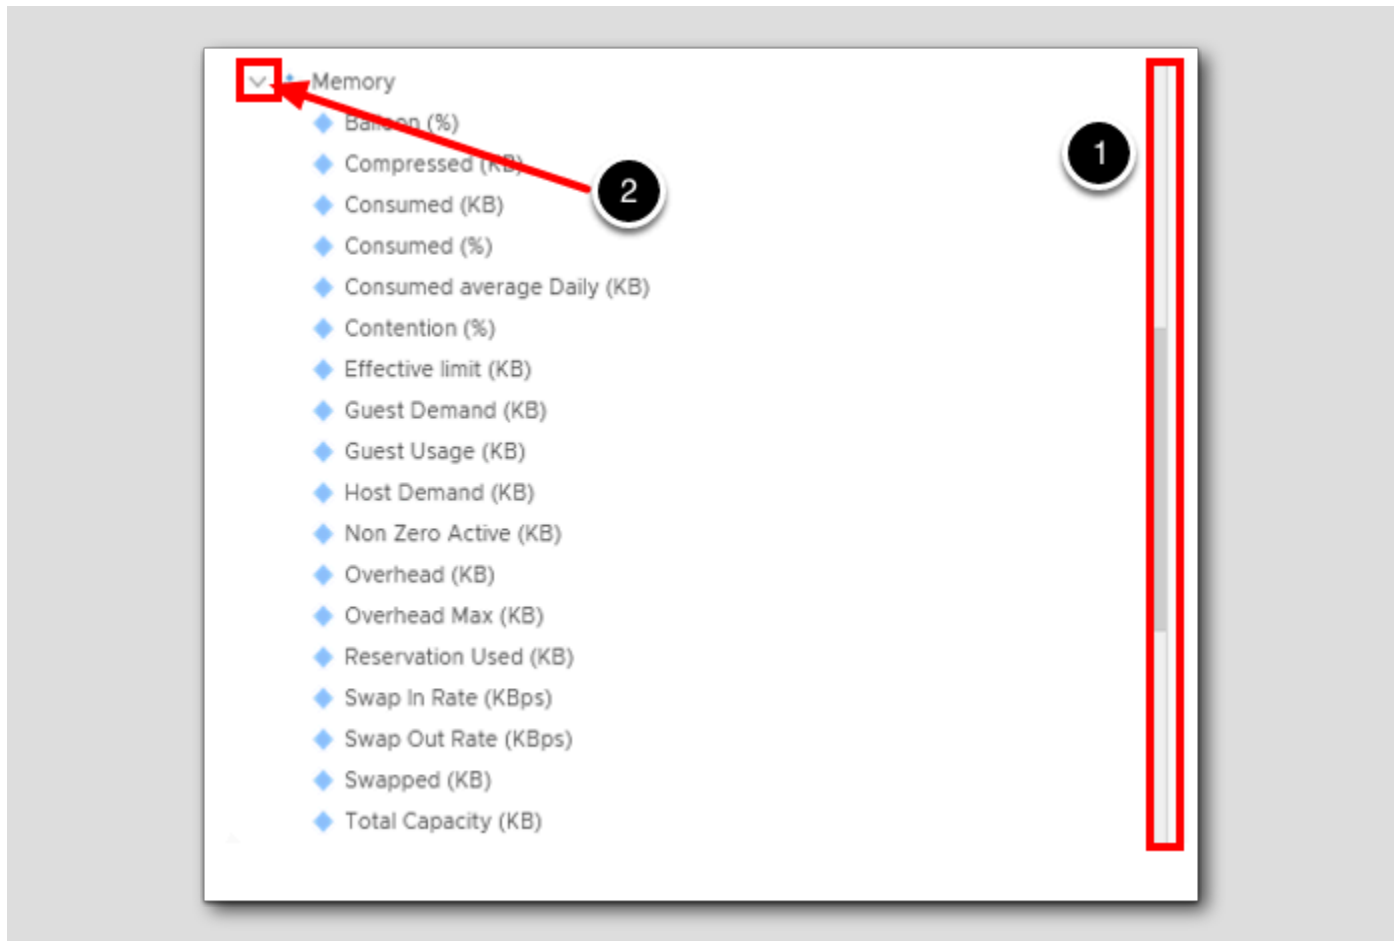 Memory
Balloon (%)
Compressed (KB)
Consumed (KB)
Consumed (%)
Consumed average Daily (KB)
Contention (%)
Effective limit (KB)
Guest Demand (KB)
Guest Usage (KB)
Host Demand (KB)
Non Zero Active (KB)
Overhead (KB)
Overhead Max (KB)
Reservation Used (KB)
Swap In Rate (KBps)
Swap Out Rate (KBps)
Swapped (KB)
Total Capacity (KB)
1
2